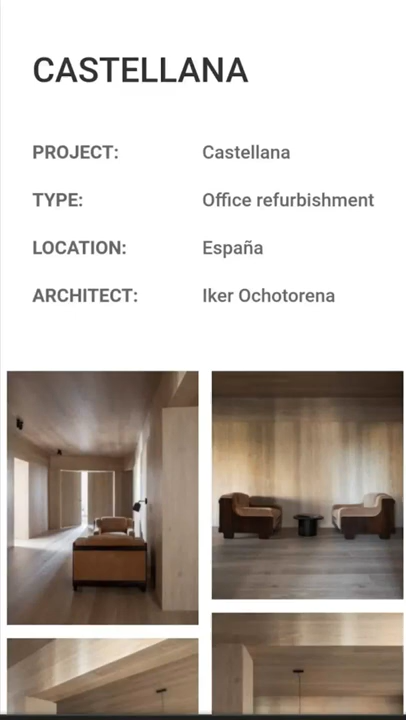 CASTELLANA
PROJECT: Castellana
TYPE: Office refurbishment
LOCATION: España
ARCHITECT: Iker Ochotorena